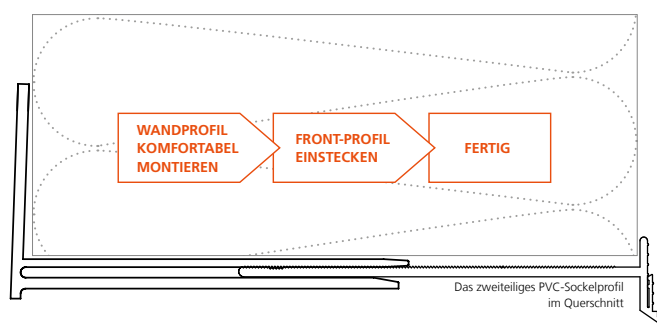 WANDPROFIL
KOMFORTABEL
MONTIEREN
FRONT-PROFIL
EINSTECKEN
FERTIG
Das zweiteiliges PVC-Sockelprofil
im Querschnitt